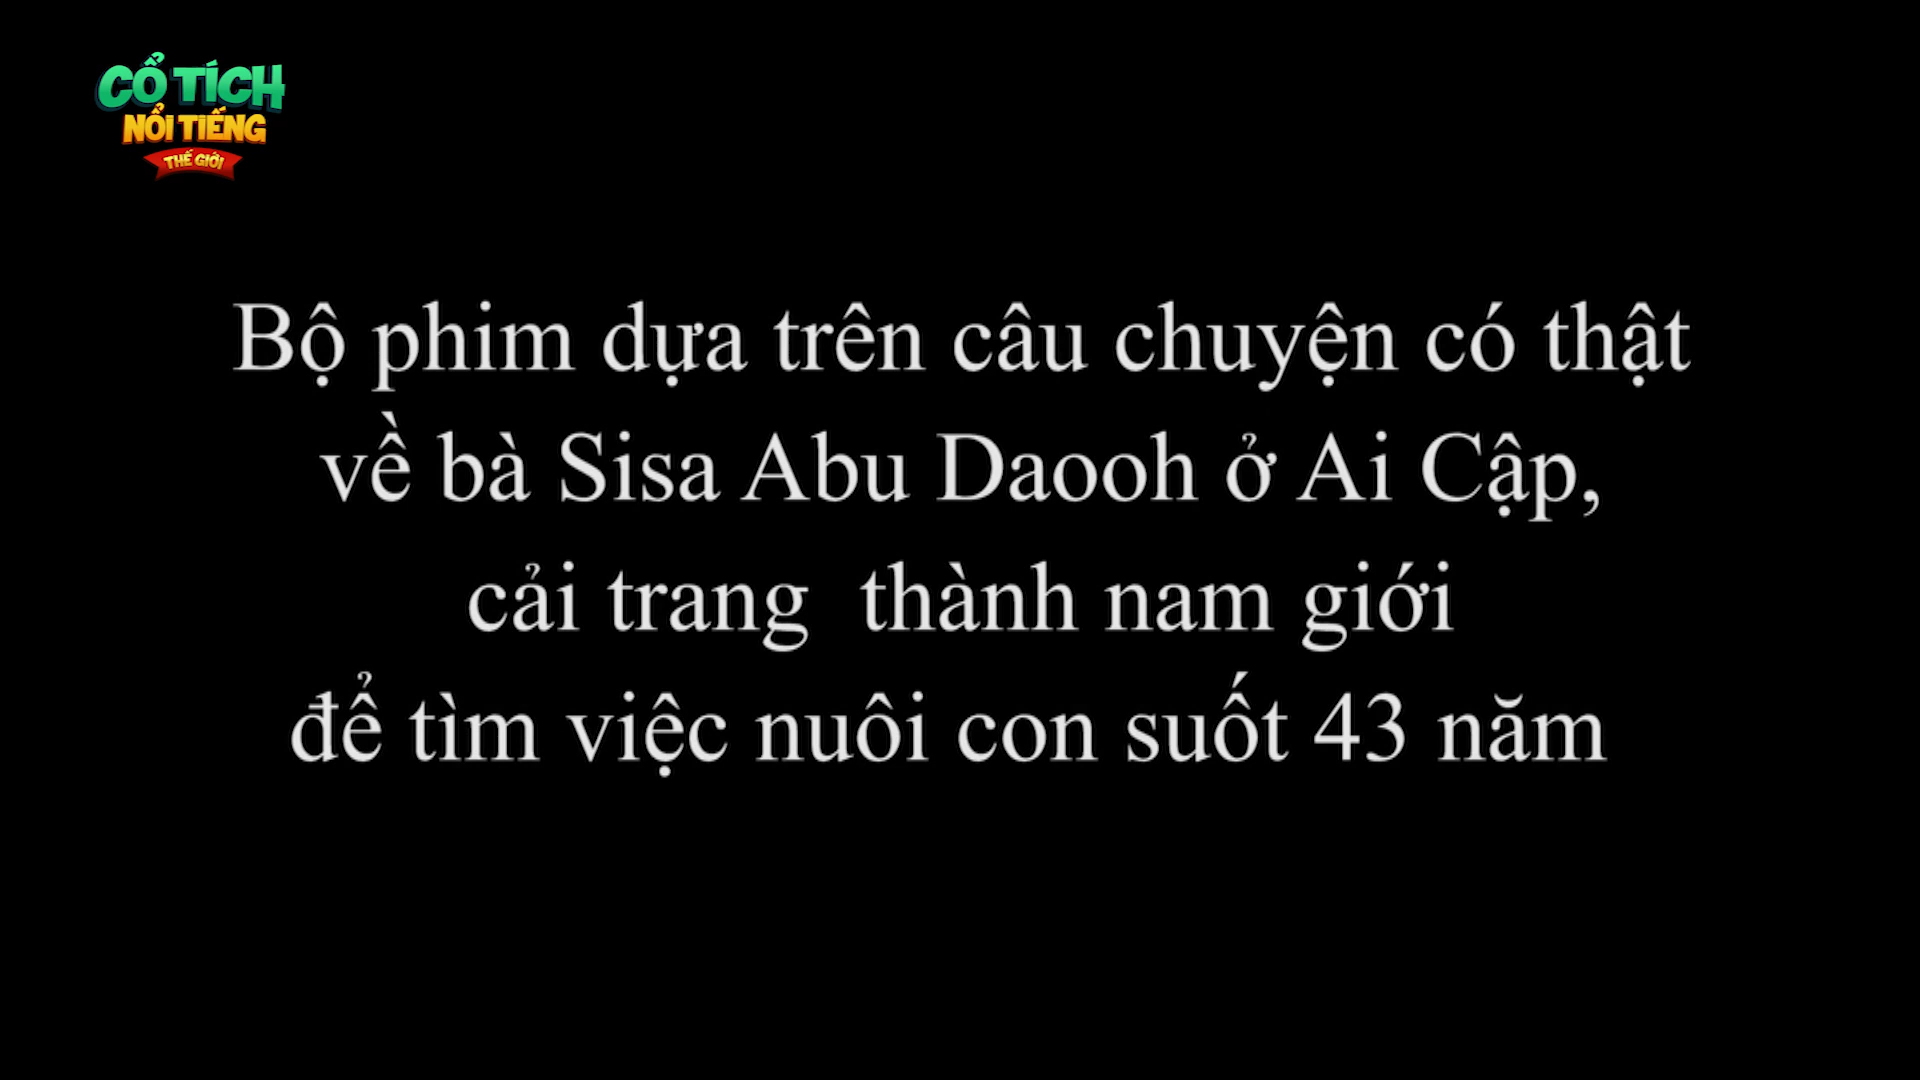 CỔ TÍCH
NỔI TIẾNG
THẾ GIỚI
Bộ phim dựa trên câu chuyện có thật
về bà Sisa Abu Daooh ở Ai Cập,
cải trang  thành nam giới
để tìm việc nuôi con suốt 43 năm